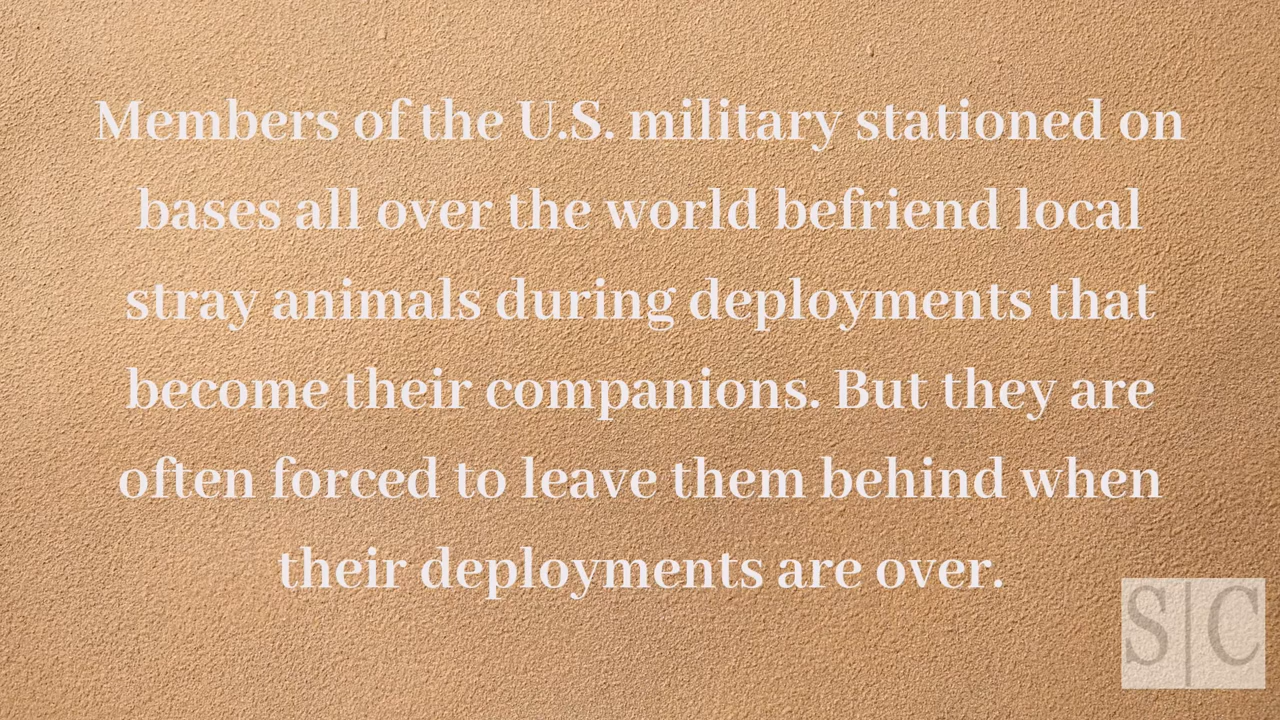 Members of the U.S. military stationed on
bases all over the world befriend local
stray animals during deployments that
become their companions. But they are
often forced to leave them behind when
their deployments are over.
S|C